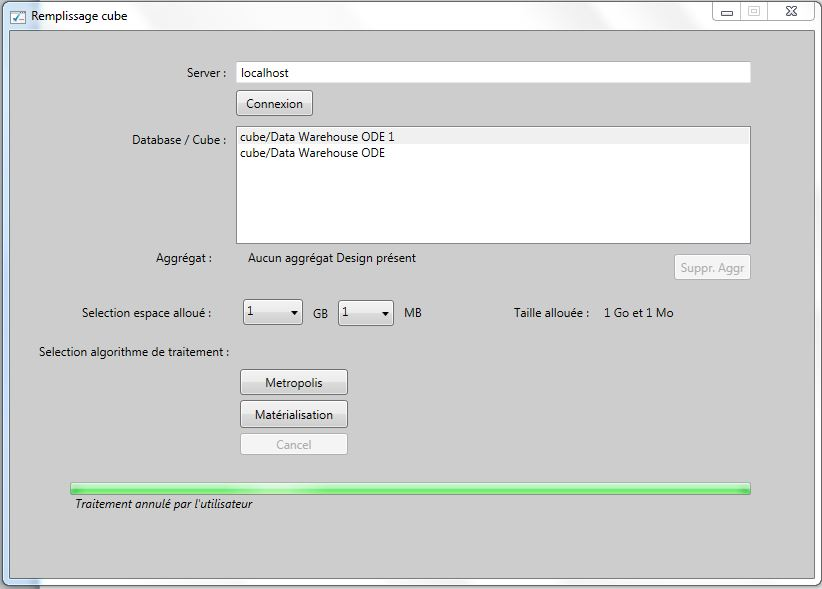 Remplissage cube
Server : localhost
Connexion
Database / Cube : cube/Data Warehouse ODE 1
cube/Data Warehouse ODE
Aggrégat : Aucun aggrégat Design présent
Suppr. Aggr
Selection espace alloué : 1 GB 1 MB Taille allouée : 1 Go et 1 Mo
Selection algorithme de traitement :
Metropolis
Matérialisation
Cancel
Traitement annulé par l'utilisateur